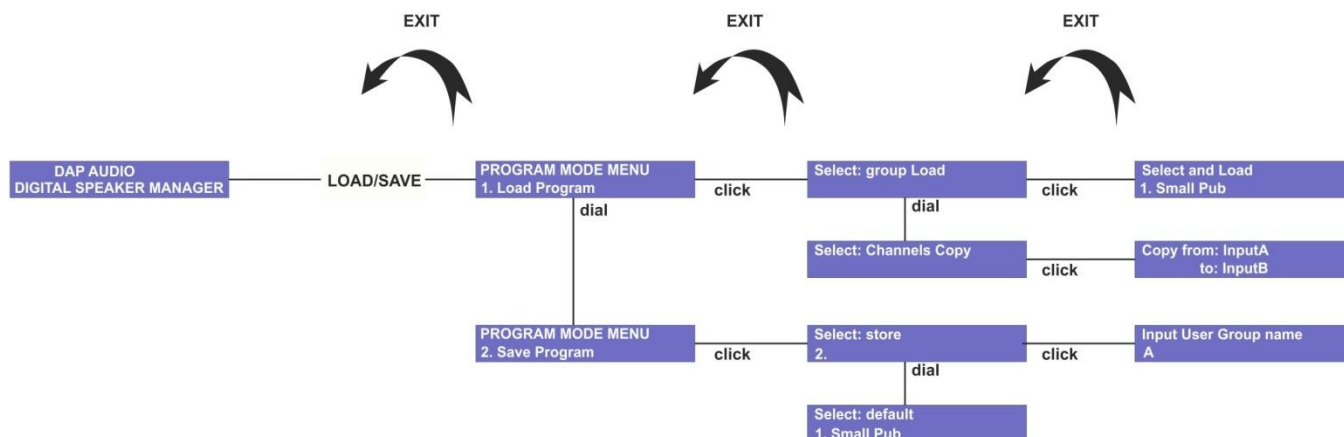 EXIT
EXIT
EXIT
DAP AUDIO
DIGITAL SPEAKER MANAGER
LOAD/SAVE
PROGRAM MODE MENU
1. Load Program
click
Select: group Load
click
Select and Load
1. Small Pub
dial
dial
Select: Channels Copy
click
Copy from: InputA
to: InputB
PROGRAM MODE MENU
2. Save Program
click
Select: store
2.
click
Input User Group name
A
dial
Select: default
1. Small Pub